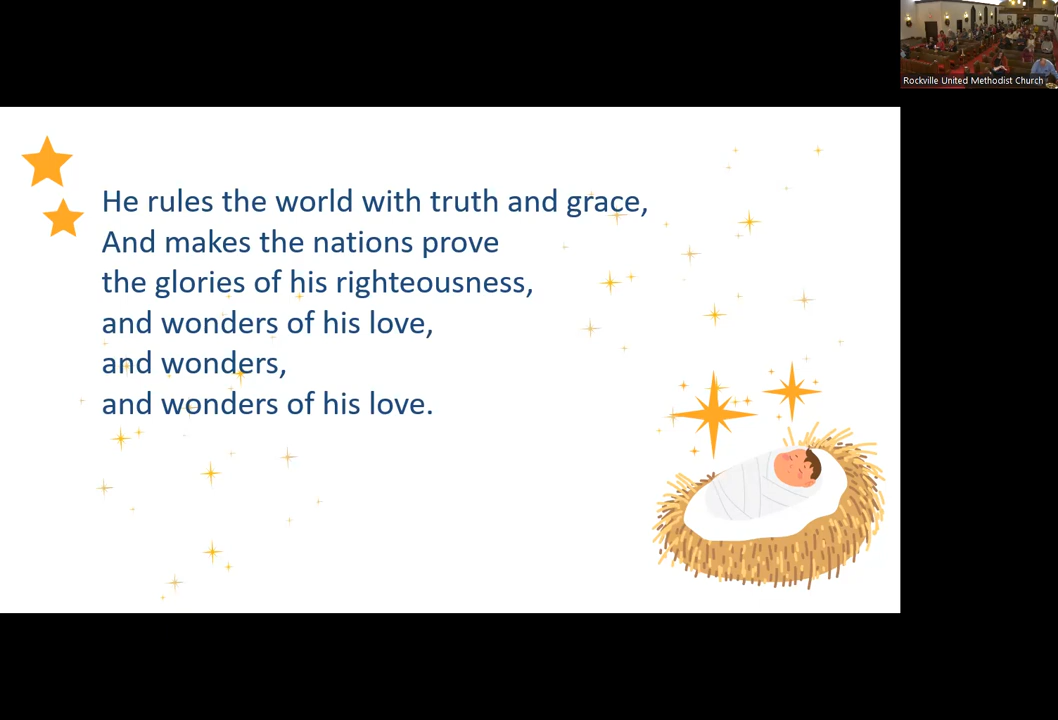 Rockville United Methodist Church
He rules the world with truth and grace,
And makes the nations prove
the glories of his righteousness,
and wonders of his love,
and wonders,
and wonders of his love.